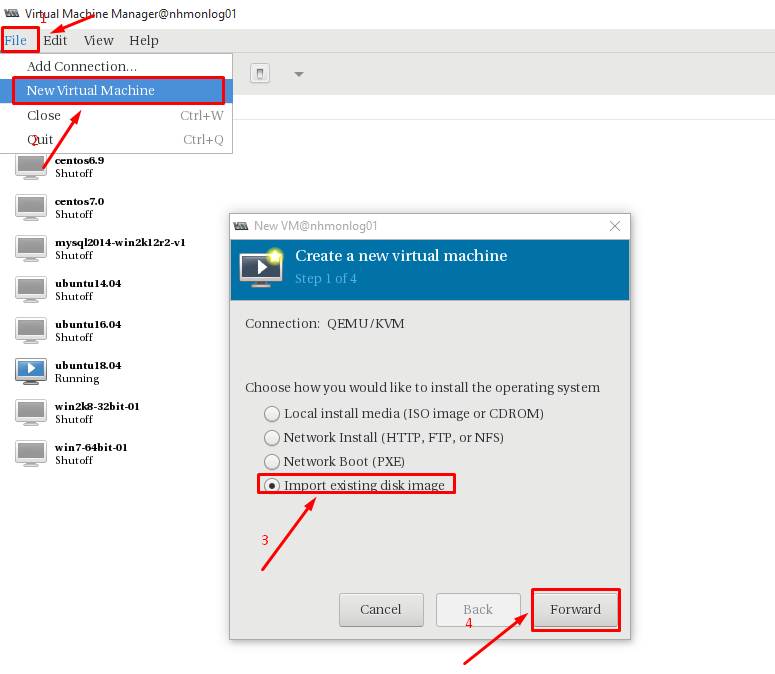 Virtual Machine Manager@nhmonlog01
1
File Edit View Help
Add Connection...
New Virtual Machine
Close Ctrl+W
2
Quit Ctrl+Q
centos6.9
Shutoff
centos7.0
Shutoff
mysql2014-win2k12r2-v1
Shutoff
ubuntu14.04
Shutoff
ubuntu16.04
Shutoff
ubuntu18.04
Running
win2k8-32bit-01
Shutoff
win7-64bit-01
Shutoff
New VM@nhmonlog01
Create a new virtual machine
Step 1 of 4
Connection: QEMU/KVM
Choose how you would like to install the operating system
Local install media (ISO image or CDROM)
Network Install (HTTP, FTP, or NFS)
Network Boot (PXE)
Import existing disk image
3
Cancel Back Forward
4